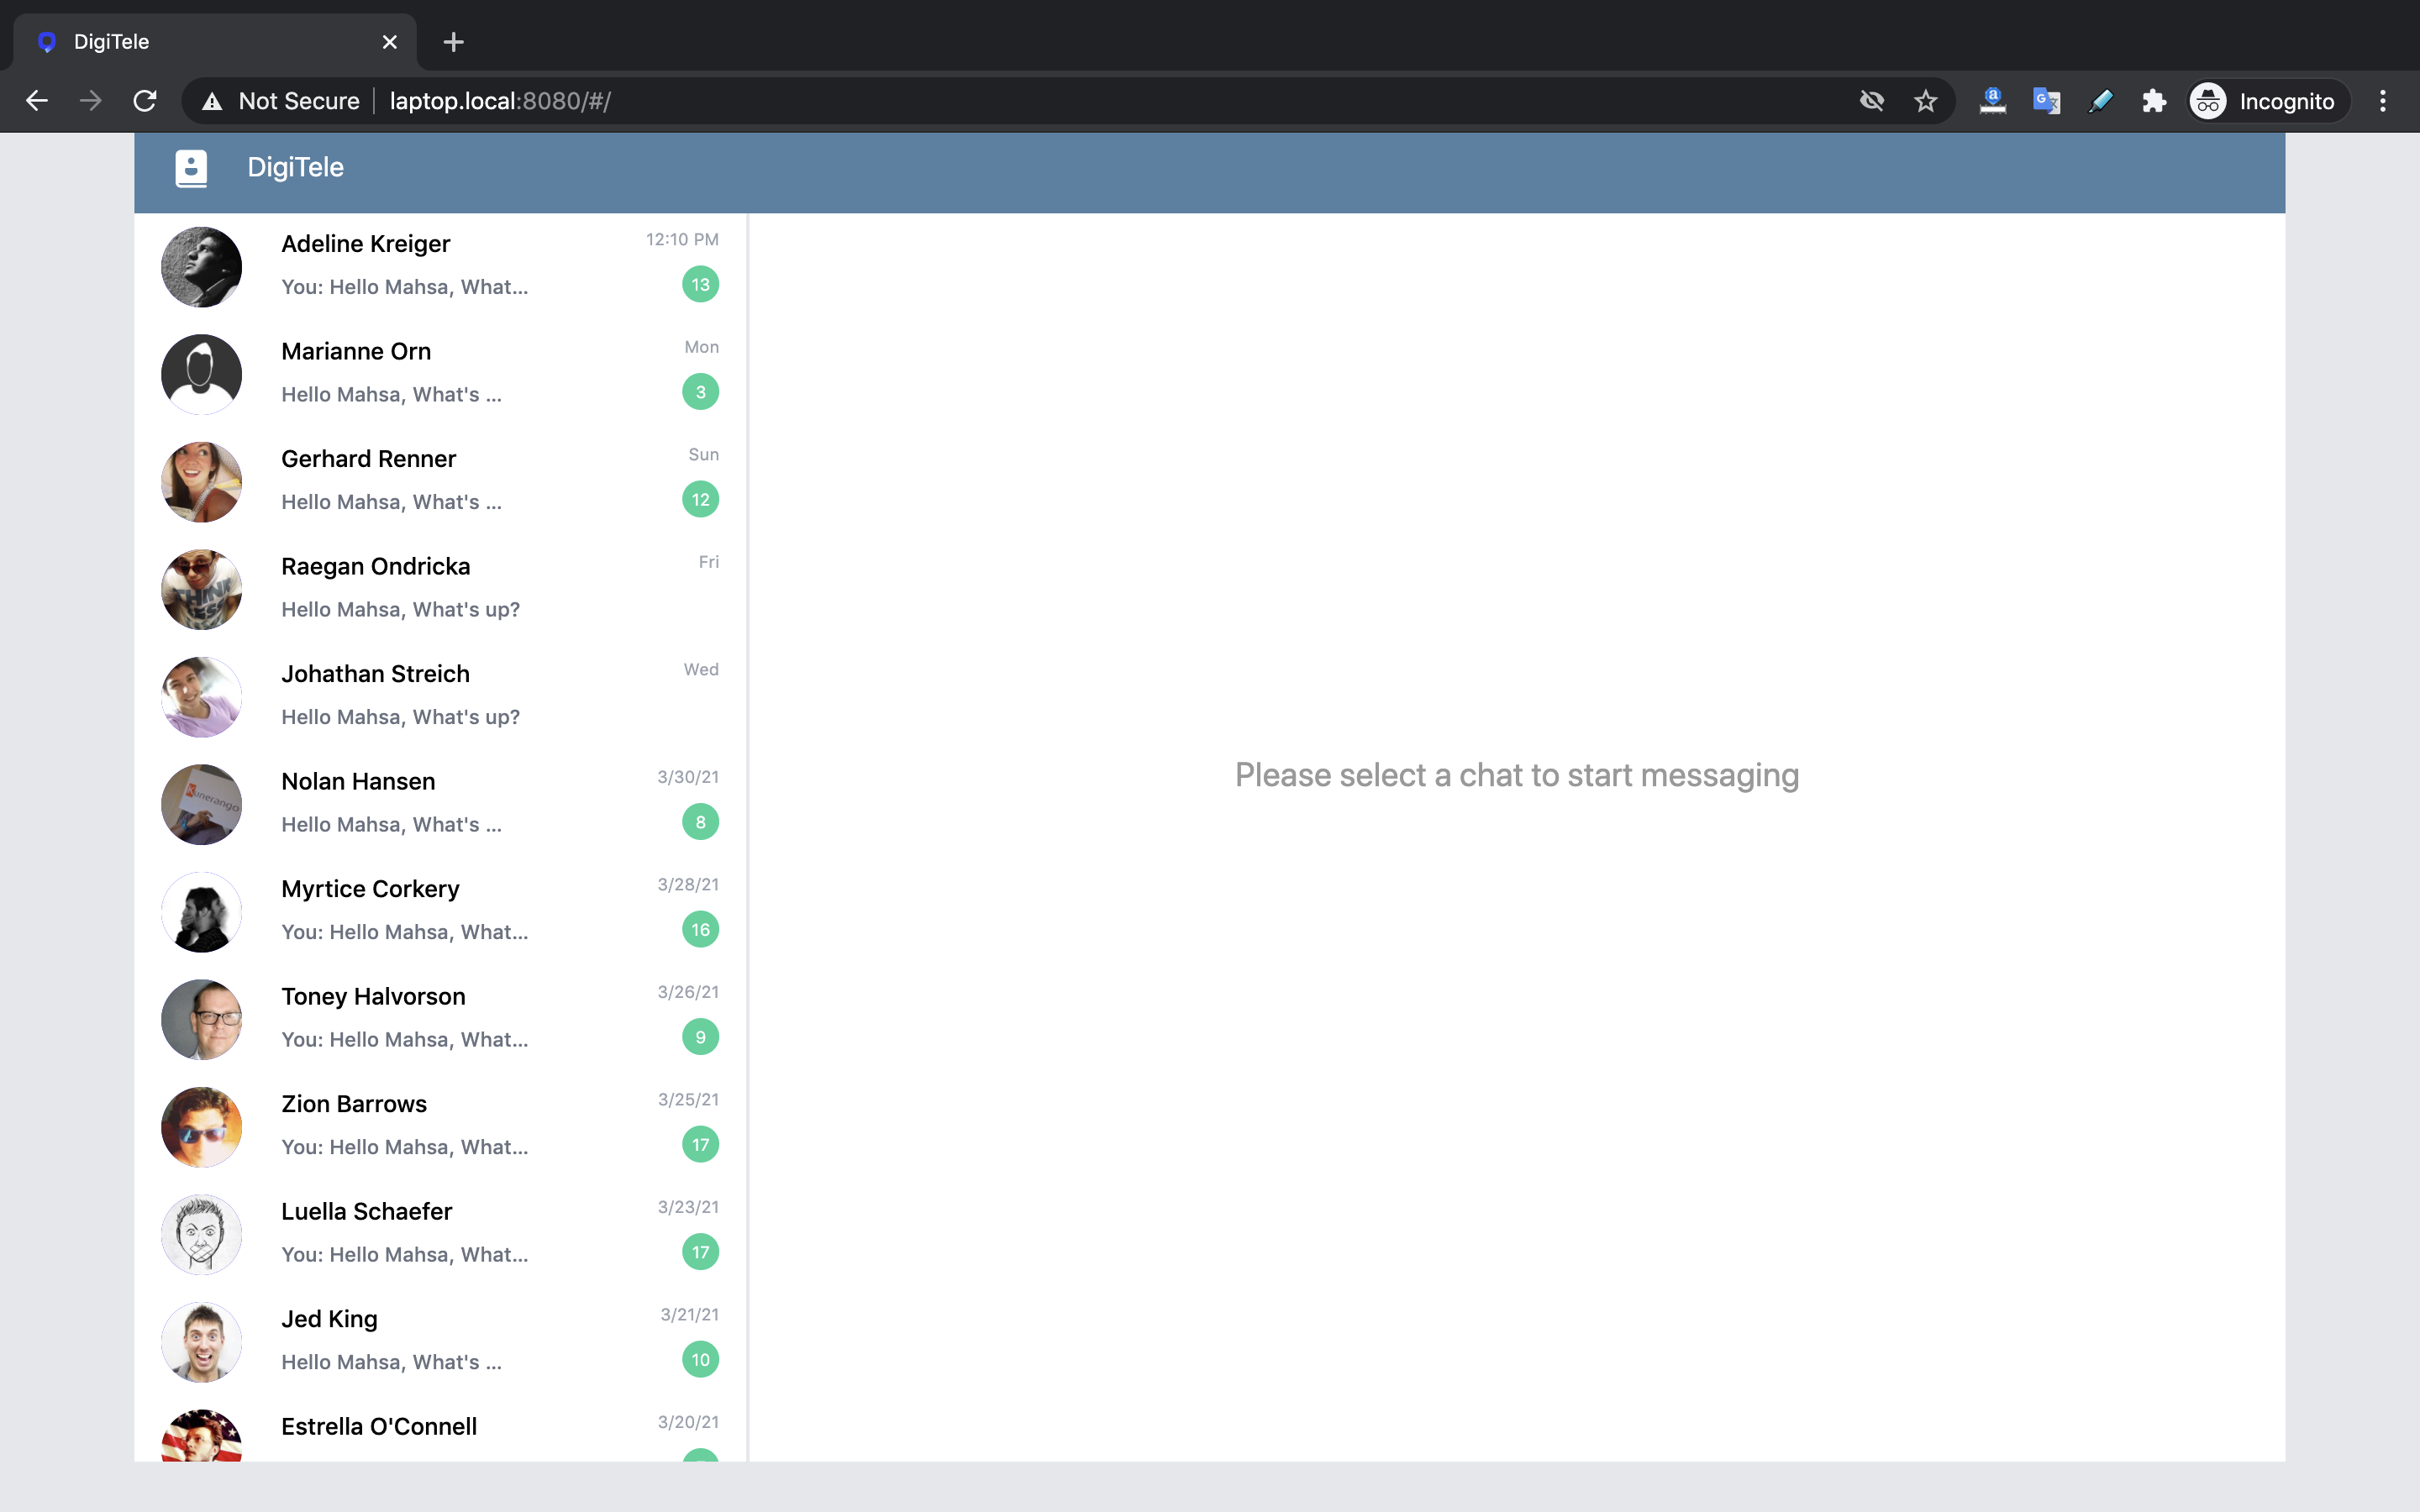 DigiTele
Not Secure
laptop.local:8080/#/
Incognito
DigiTele
Adeline Kreiger
12:10 PM
You: Hello Mahsa, What...
13
Marianne Orn
Mon
Hello Mahsa, What's ...
3
Gerhard Renner
Sun
Hello Mahsa, What's ...
12
Raegan Ondricka
Fri
Hello Mahsa, What's up?
Johathan Streich
Wed
Hello Mahsa, What's up?
Nolan Hansen
3/30/21
Hello Mahsa, What's ...
8
Myrtice Corkery
3/28/21
You: Hello Mahsa, What...
16
Toney Halvorson
3/26/21
You: Hello Mahsa, What...
9
Zion Barrows
3/25/21
You: Hello Mahsa, What...
17
Luella Schaefer
3/23/21
You: Hello Mahsa, What...
17
Jed King
3/21/21
Hello Mahsa, What's ...
10
Estrella O'Connell
3/20/21
Please select a chat to start messaging